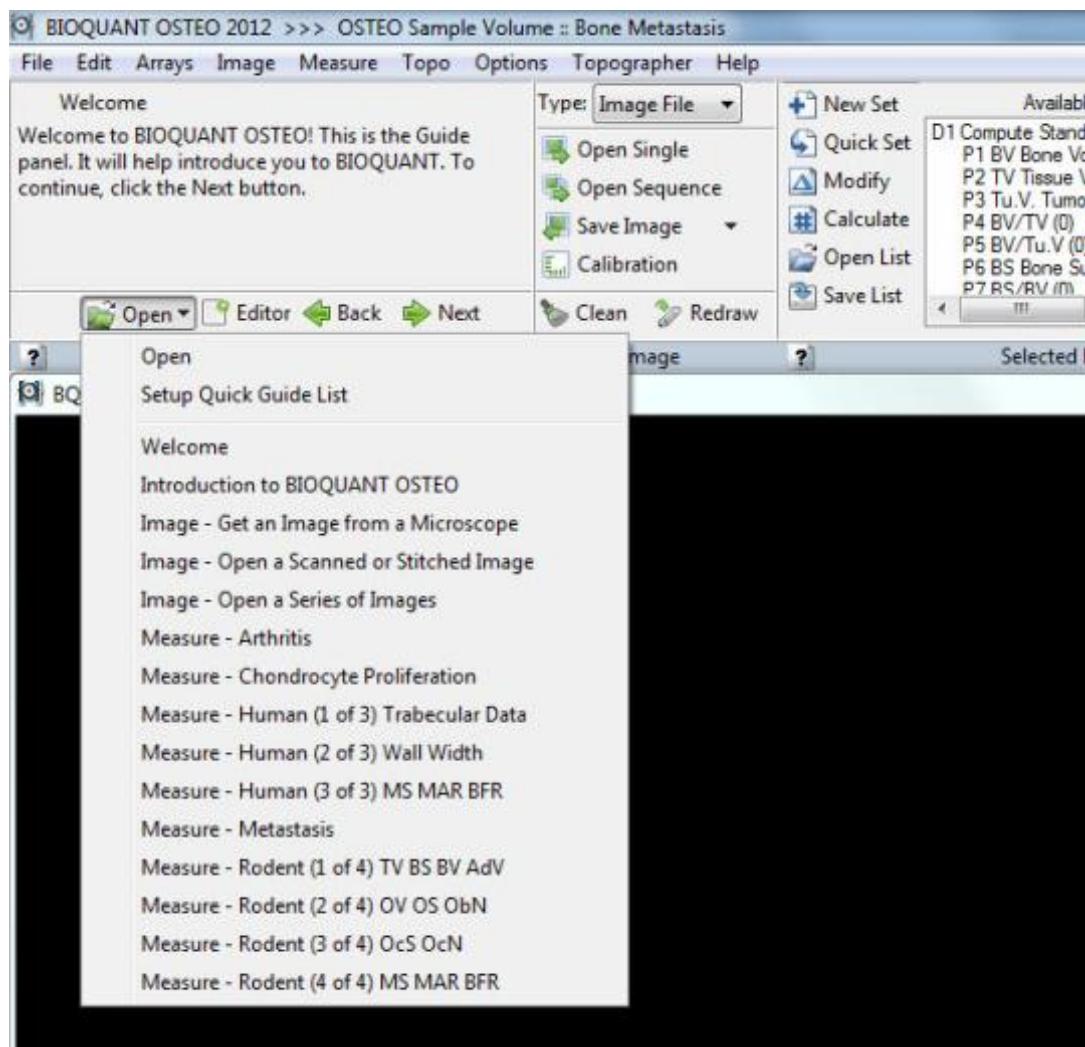 BIOQUANT OSTEO 2012 >>> OSTEO Sample Volume :: Bone Metastasis
File Edit Arrays Image Measure Topo Options Topographer Help
Welcome
Welcome to BIOQUANT OSTEO! This is the Guide
panel. It will help introduce you to BIOQUANT. To
continue, click the Next button.
Open Editor Back Next
Type: Image File
Open Single
Open Sequence
Save Image
Calibration
Clean Redraw
New Set
Quick Set
Modify
Calculate
Open List
Save List
Availabl
D1 Compute Stand
P1 BV Bone Vo
P2 TV Tissue V
P3 Tu.V. Tumo
P4 BV/TV (0)
P5 BV/Tu.V (0)
P6 BS Bone Su
P7 BS/BV (0)
? mage ? Selected
BQ
Open
Setup Quick Guide List
Welcome
Introduction to BIOQUANT OSTEO
Image - Get an Image from a Microscope
Image - Open a Scanned or Stitched Image
Image - Open a Series of Images
Measure - Arthritis
Measure - Chondrocyte Proliferation
Measure - Human (1 of 3) Trabecular Data
Measure - Human (2 of 3) Wall Width
Measure - Human (3 of 3) MS MAR BFR
Measure - Metastasis
Measure - Rodent (1 of 4) TV BS BV AdV
Measure - Rodent (2 of 4) OV OS ObN
Measure - Rodent (3 of 4) OcS OcN
Measure - Rodent (4 of 4) MS MAR BFR